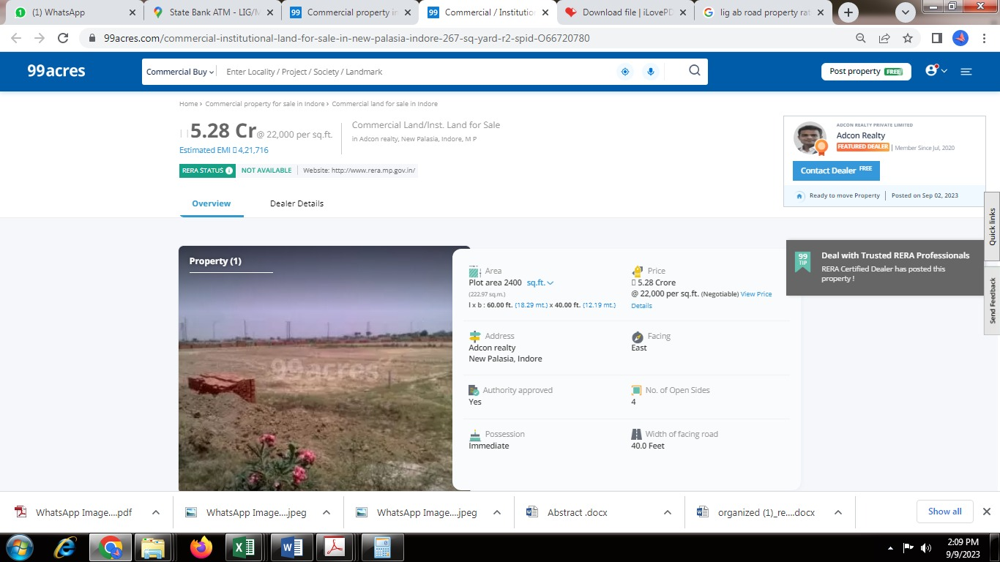 (1) WhatsApp
State Bank ATM - LIG/M
Commercial property in
Commercial / Institution
Download file | iLovePD
lig ab road property rat
99acres.com/commercial-institutional-land-for-sale-in-new-palasia-indore-267-sq-yard-r2-spid-O66720780
99acres
Commercial Buy
Enter Locality / Project / Society / Landmark
Post property FREE
Home › Commercial property for sale in Indore › Commercial land for sale in Indore
5.28 Cr @ 22,000 per sq.ft.
Estimated EMI 4,21,716
Commercial Land/Inst. Land for Sale
in Adcon realty, New Palasia, Indore, M P
RERA STATUS i NOT AVAILABLE Website: http://www.rera.mp.gov.in/
ADCON REALTY PRIVATE LIMITED
Adcon Realty
FEATURED DEALER | Member Since Jul, 2020
Contact Dealer FREE
Ready to move Property | Posted on Sep 02, 2023
Overview
Dealer Details
Quick links
Send Feedback
99 TIP
Deal with Trusted RERA Professionals
RERA Certified Dealer has posted this
property !
Property (1)
99acres
Area
Plot area 2400 sq.ft.
(222.97 sq.m.)
l x b : 60.00 ft. (18.29 mt.) x 40.00 ft. (12.19 mt.)
Price
5.28 Crore
@ 22,000 per sq.ft. (Negotiable) View Price
Details
Address
Adcon realty
New Palasia, Indore
Facing
East
Authority approved
Yes
No. of Open Sides
4
Possession
Immediate
Width of facing road
40.0 Feet
WhatsApp Image....pdf
WhatsApp Image....jpeg
WhatsApp Image....jpeg
Abstract .docx
organized (1)_re....docx
Show all
2:09 PM
9/9/2023